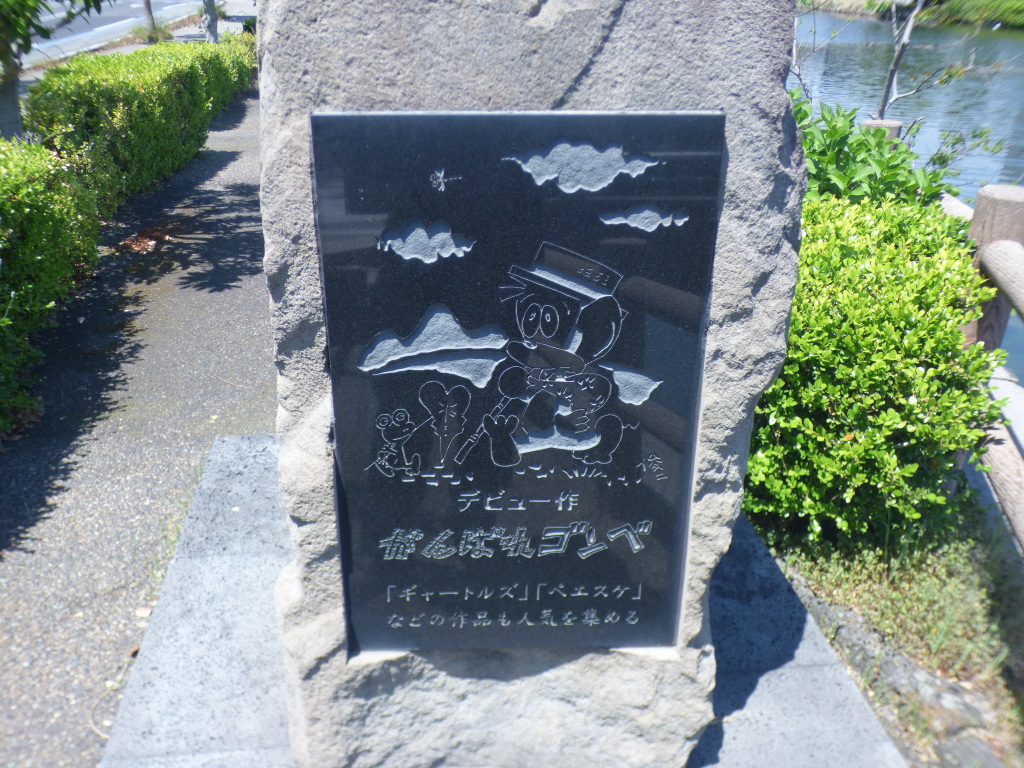 デビュー作
がんばれゴンベ
「ギャートルズ」「ペエスケ」
などの作品も人気を集める